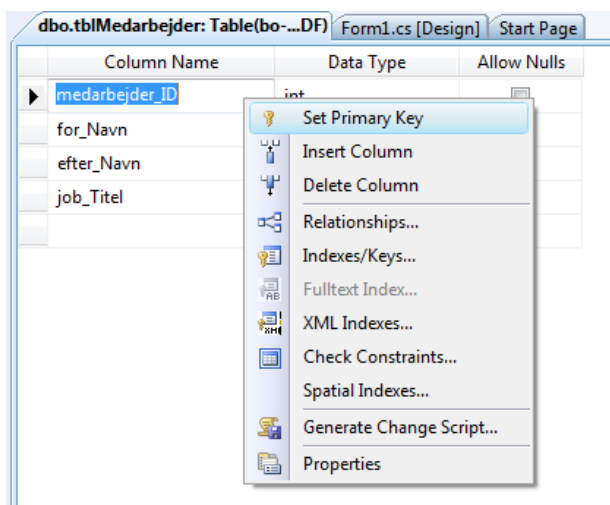 dbo.tblMedarbejder: Table(bo-...DF) Form1.cs [Design] Start Page
Column Name Data Type Allow Nulls
medarbejder_ID int
for_Navn
efter_Navn
job_Titel
Set Primary Key
Insert Column
Delete Column
Relationships...
Indexes/Keys...
Fulltext Index...
XML Indexes...
Check Constraints...
Spatial Indexes...
Generate Change Script...
Properties